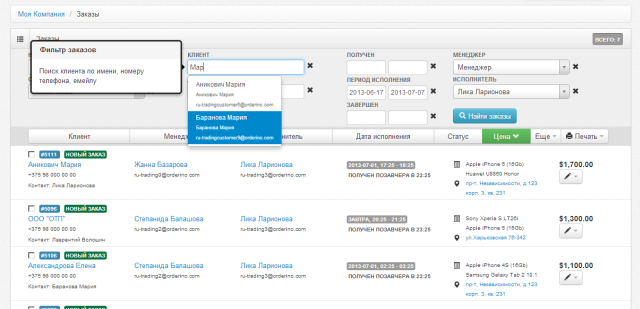 Моя Компания / Заказы
Заказы
ВСЕГО: 7
Фильтр заказов
Поиск клиента по имени, номеру телефона, емейлу
КЛИЕНТ
Мар
Аникович Мария
Аникович Мария
ru-tradingcustomer1@orderino.com
Баранова Мария
Баранова Мария
ru-tradingcustomer5@orderino.com
ПОЛУЧЕН
ПЕРИОД ИСПОЛНЕНИЯ
2013-06-17
2013-07-07
ЗАВЕРШЕН
МЕНЕДЖЕР
Менеджер
ИСПОЛНИТЕЛЬ
Лика Ларионова
Найти заказы
Клиент
Дата исполнения
Статус
Цена
Еще
Печать
#5111 НОВЫЙ ЗАКАЗ
Аникович Мария
+375 56 000 00 00
Контакт: Лика Ларионова
Жанна Базарова
ru-trading3@orderino.com
Лика Ларионова
ru-trading2@orderino.com
2013-07-01, 17:25 - 18:25
ПОЛУЧЕН ПОЗАВЧЕРА В 23:25
Apple iPhone 5 (16Gb)
Huawei U8860 Honor
пр-т. Независимости, д.123
корп. 3, кв. 231
$1,700.00
#5096 НОВЫЙ ЗАКАЗ
ООО "ОТП"
+375 56 000 00 00
Контакт: Лаврентий Волошин
Степанида Балашова
ru-trading2@orderino.com
Лика Ларионова
ru-trading2@orderino.com
ЗАВТРА, 20:25 - 21:25
ПОЛУЧЕН ПОЗАВЧЕРА В 23:25
Sony Xperia S LT26i
Apple iPhone 5 (16Gb)
ул.Харьковская 76-342
$1,300.00
#5106 НОВЫЙ ЗАКАЗ
Александрова Елена
+375 56 000 00 00
Контакт: Баранова Мария
Степанида Балашова
ru-trading2@orderino.com
Лика Ларионова
ru-trading2@orderino.com
2013-07-01, 02:25 - 03:25
ПОЛУЧЕН ПОЗАВЧЕРА В 23:25
Apple iPhone 4S (16Gb)
Samsung Galaxy Tab 2 10.1
пр-т. Независимости, д.123
корп. 3, кв. 231
$1,100.00